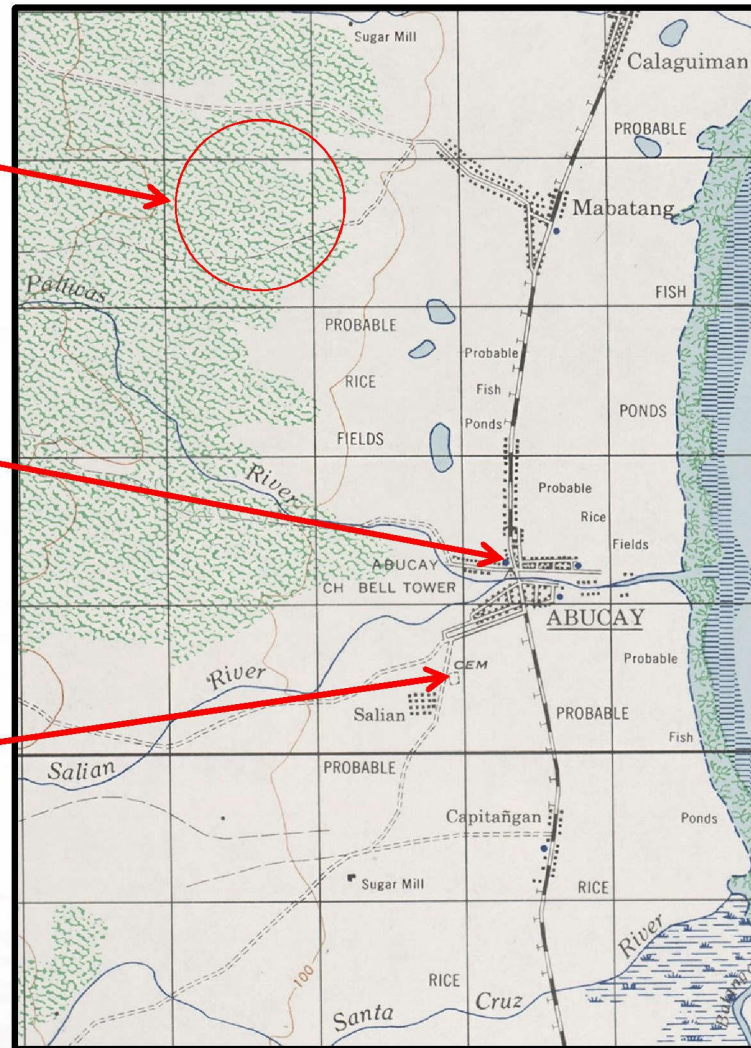 Sugar Mill
Calaguiman
PROBABLE
Mabatang
Paliwas
FISH
PROBABLE
Probable
RICE
Fish
PONDS
Ponds
FIELDS
River
Probable
Rice
Fields
ABUCAY
CH BELL TOWER
ABUCAY
CEM
Probable
River
Salian
PROBABLE
Fish
Salian
PROBABLE
Capitañgan
Ponds
Sugar Mill
RICE
100
RICE
River
Santa Cruz